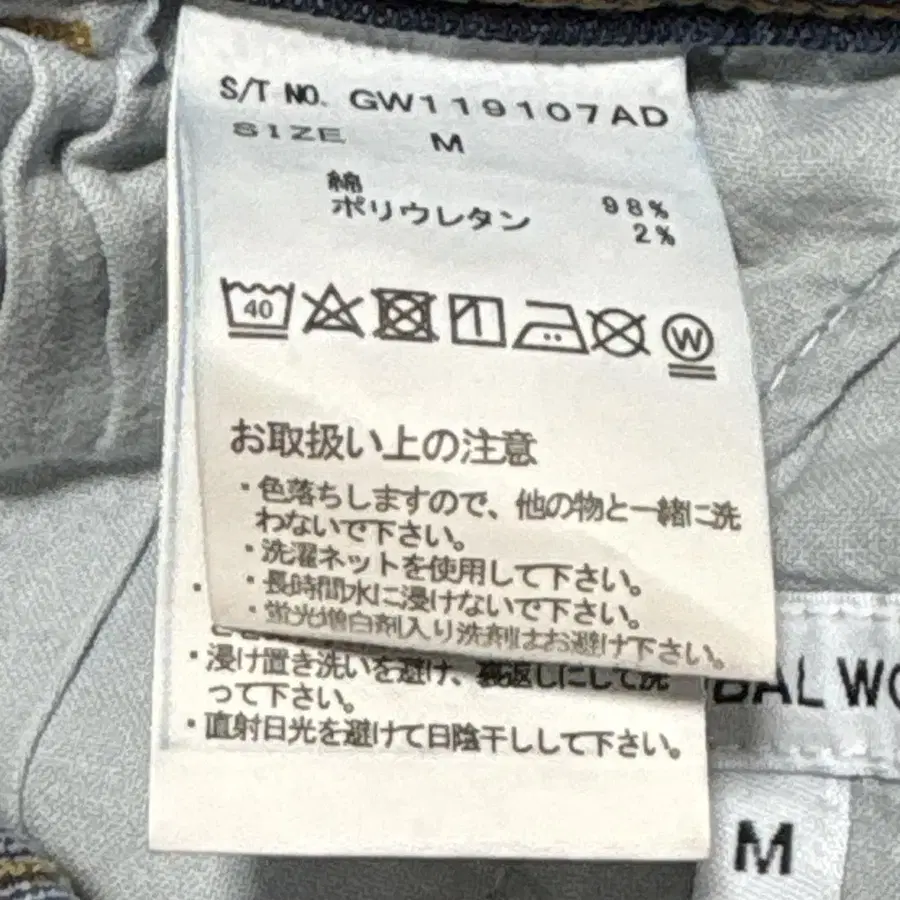 S/T NO. GW119107AD
SIZE M
綿 98%
ポリウレタン 2%
40
W
お取扱い上の注意
・色落ちしますので、他の物と一緒に洗
わないで下さい。
・洗濯ネットを使用して下さい。
・長時間水に浸けないで下さい。
・蛍光増白剤入り洗剤はお避け下さい。
・浸け置き洗いを避け、裏返しにして洗
って下さい。
・直射日光を避けて日陰干しして下さい。
BAL WO
M